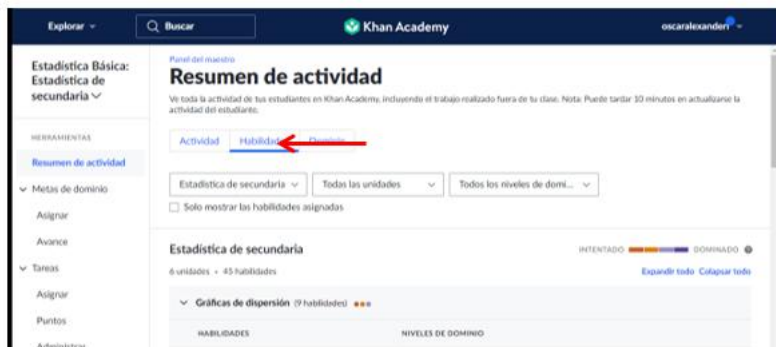 Explorar
Buscar
Khan Academy
oscaralexanderi
Estadística Básica:
Estadística de
secundaria
HERRAMIENTAS
Resumen de actividad
Metas de dominio
Asignar
Avance
Tareas
Asignar
Puntos
Administrar
Panel del maestro
Resumen de actividad
Ve toda la actividad de tus estudiantes en Khan Academy, incluyendo el trabajo realizado fuera de tu clase. Nota: Puede tardar 10 minutos en actualizarse la
actividad del estudiante.
Actividad Habilidad Dominio
Estadística de secundaria Todas las unidades Todos los niveles de domi...
Solo mostrar las habilidades asignadas
Estadística de secundaria INTENTADO DOMINADO
6 unidades • 45 habilidades Expandir todo Colapsar todo
Gráficas de dispersión (9 habilidades)
HABILIDADES NIVELES DE DOMINIO